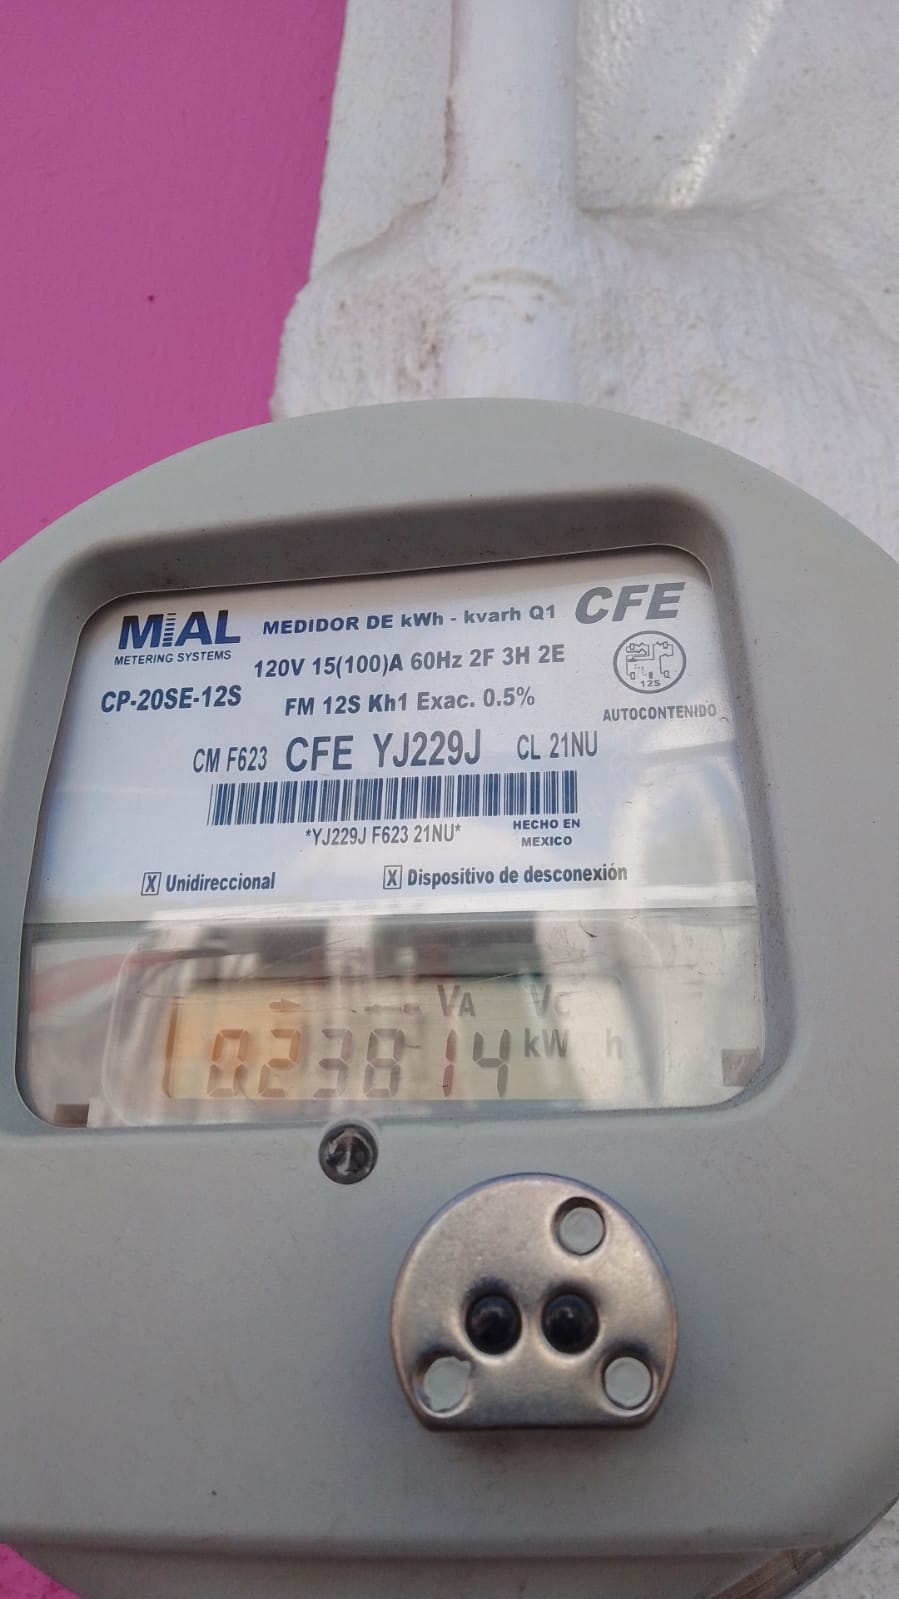 MIAL
METERING SYSTEMS
MEDIDOR DE kWh - kvarh Q1
CFE
120V 15(100)A 60Hz 2F 3H 2E
CP-20SE-12S
FM 12S Kh1 Exac. 0.5%
12S
AUTOCONTENIDO
CM F623 CFE YJ229J CL 21NU
*YJ229J F623 21NU*
HECHO EN
MEXICO
X Unidireccional
X Dispositivo de desconexión
VA VC
023814 kW h